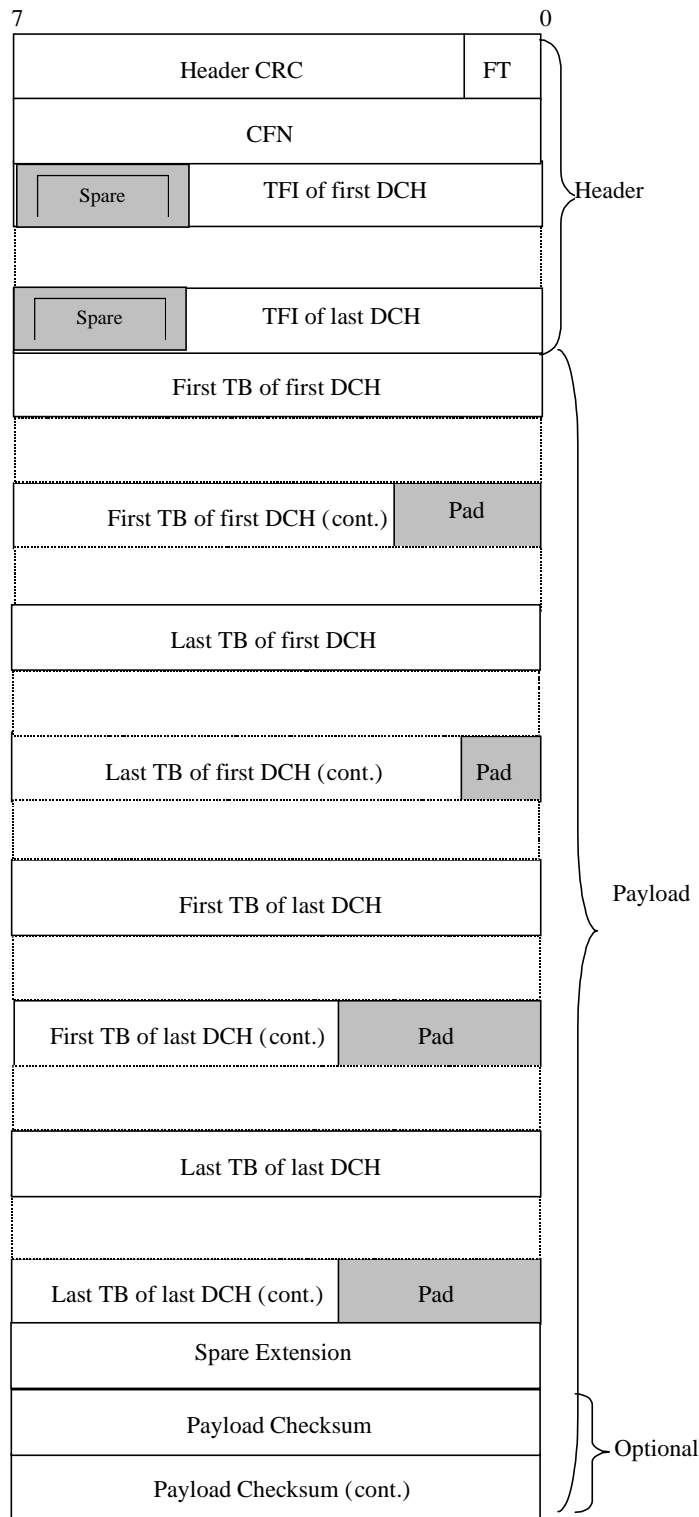 7 0
Header CRC FT
CFN
Spare TFI of first DCH
Header
Spare TFI of last DCH
First TB of first DCH
First TB of first DCH (cont.) Pad
Last TB of first DCH
Last TB of first DCH (cont.) Pad
First TB of last DCH
Payload
First TB of last DCH (cont.) Pad
Last TB of last DCH
Last TB of last DCH (cont.) Pad
Spare Extension
Payload Checksum
Optional
Payload Checksum (cont.)